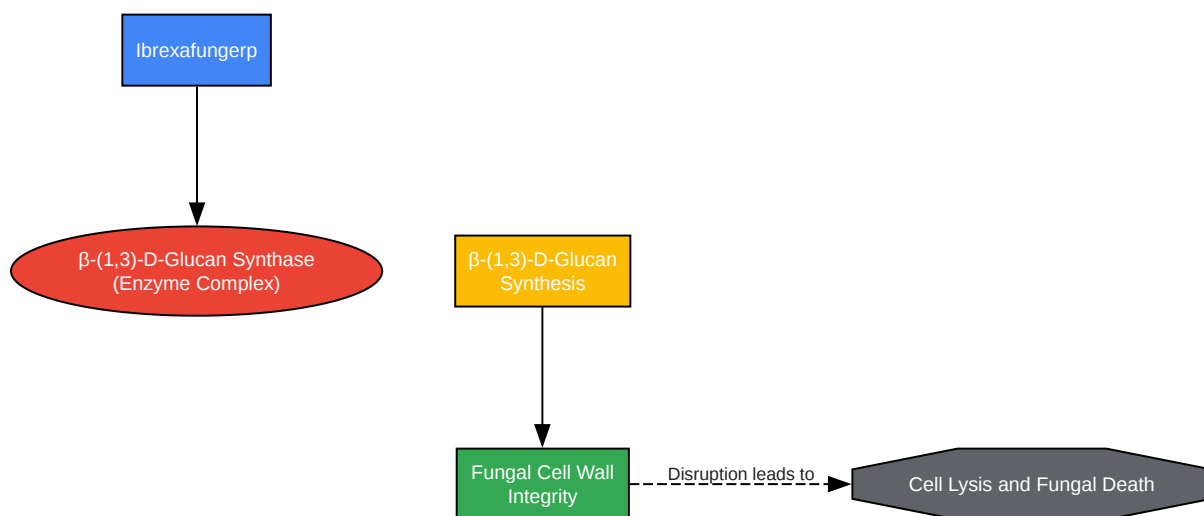 Ibrexafungerp
β-(1,3)-D-Glucan Synthase
(Enzyme Complex)
β-(1,3)-D-Glucan
Synthesis
Fungal Cell Wall
Integrity
Disruption leads to
Cell Lysis and Fungal Death